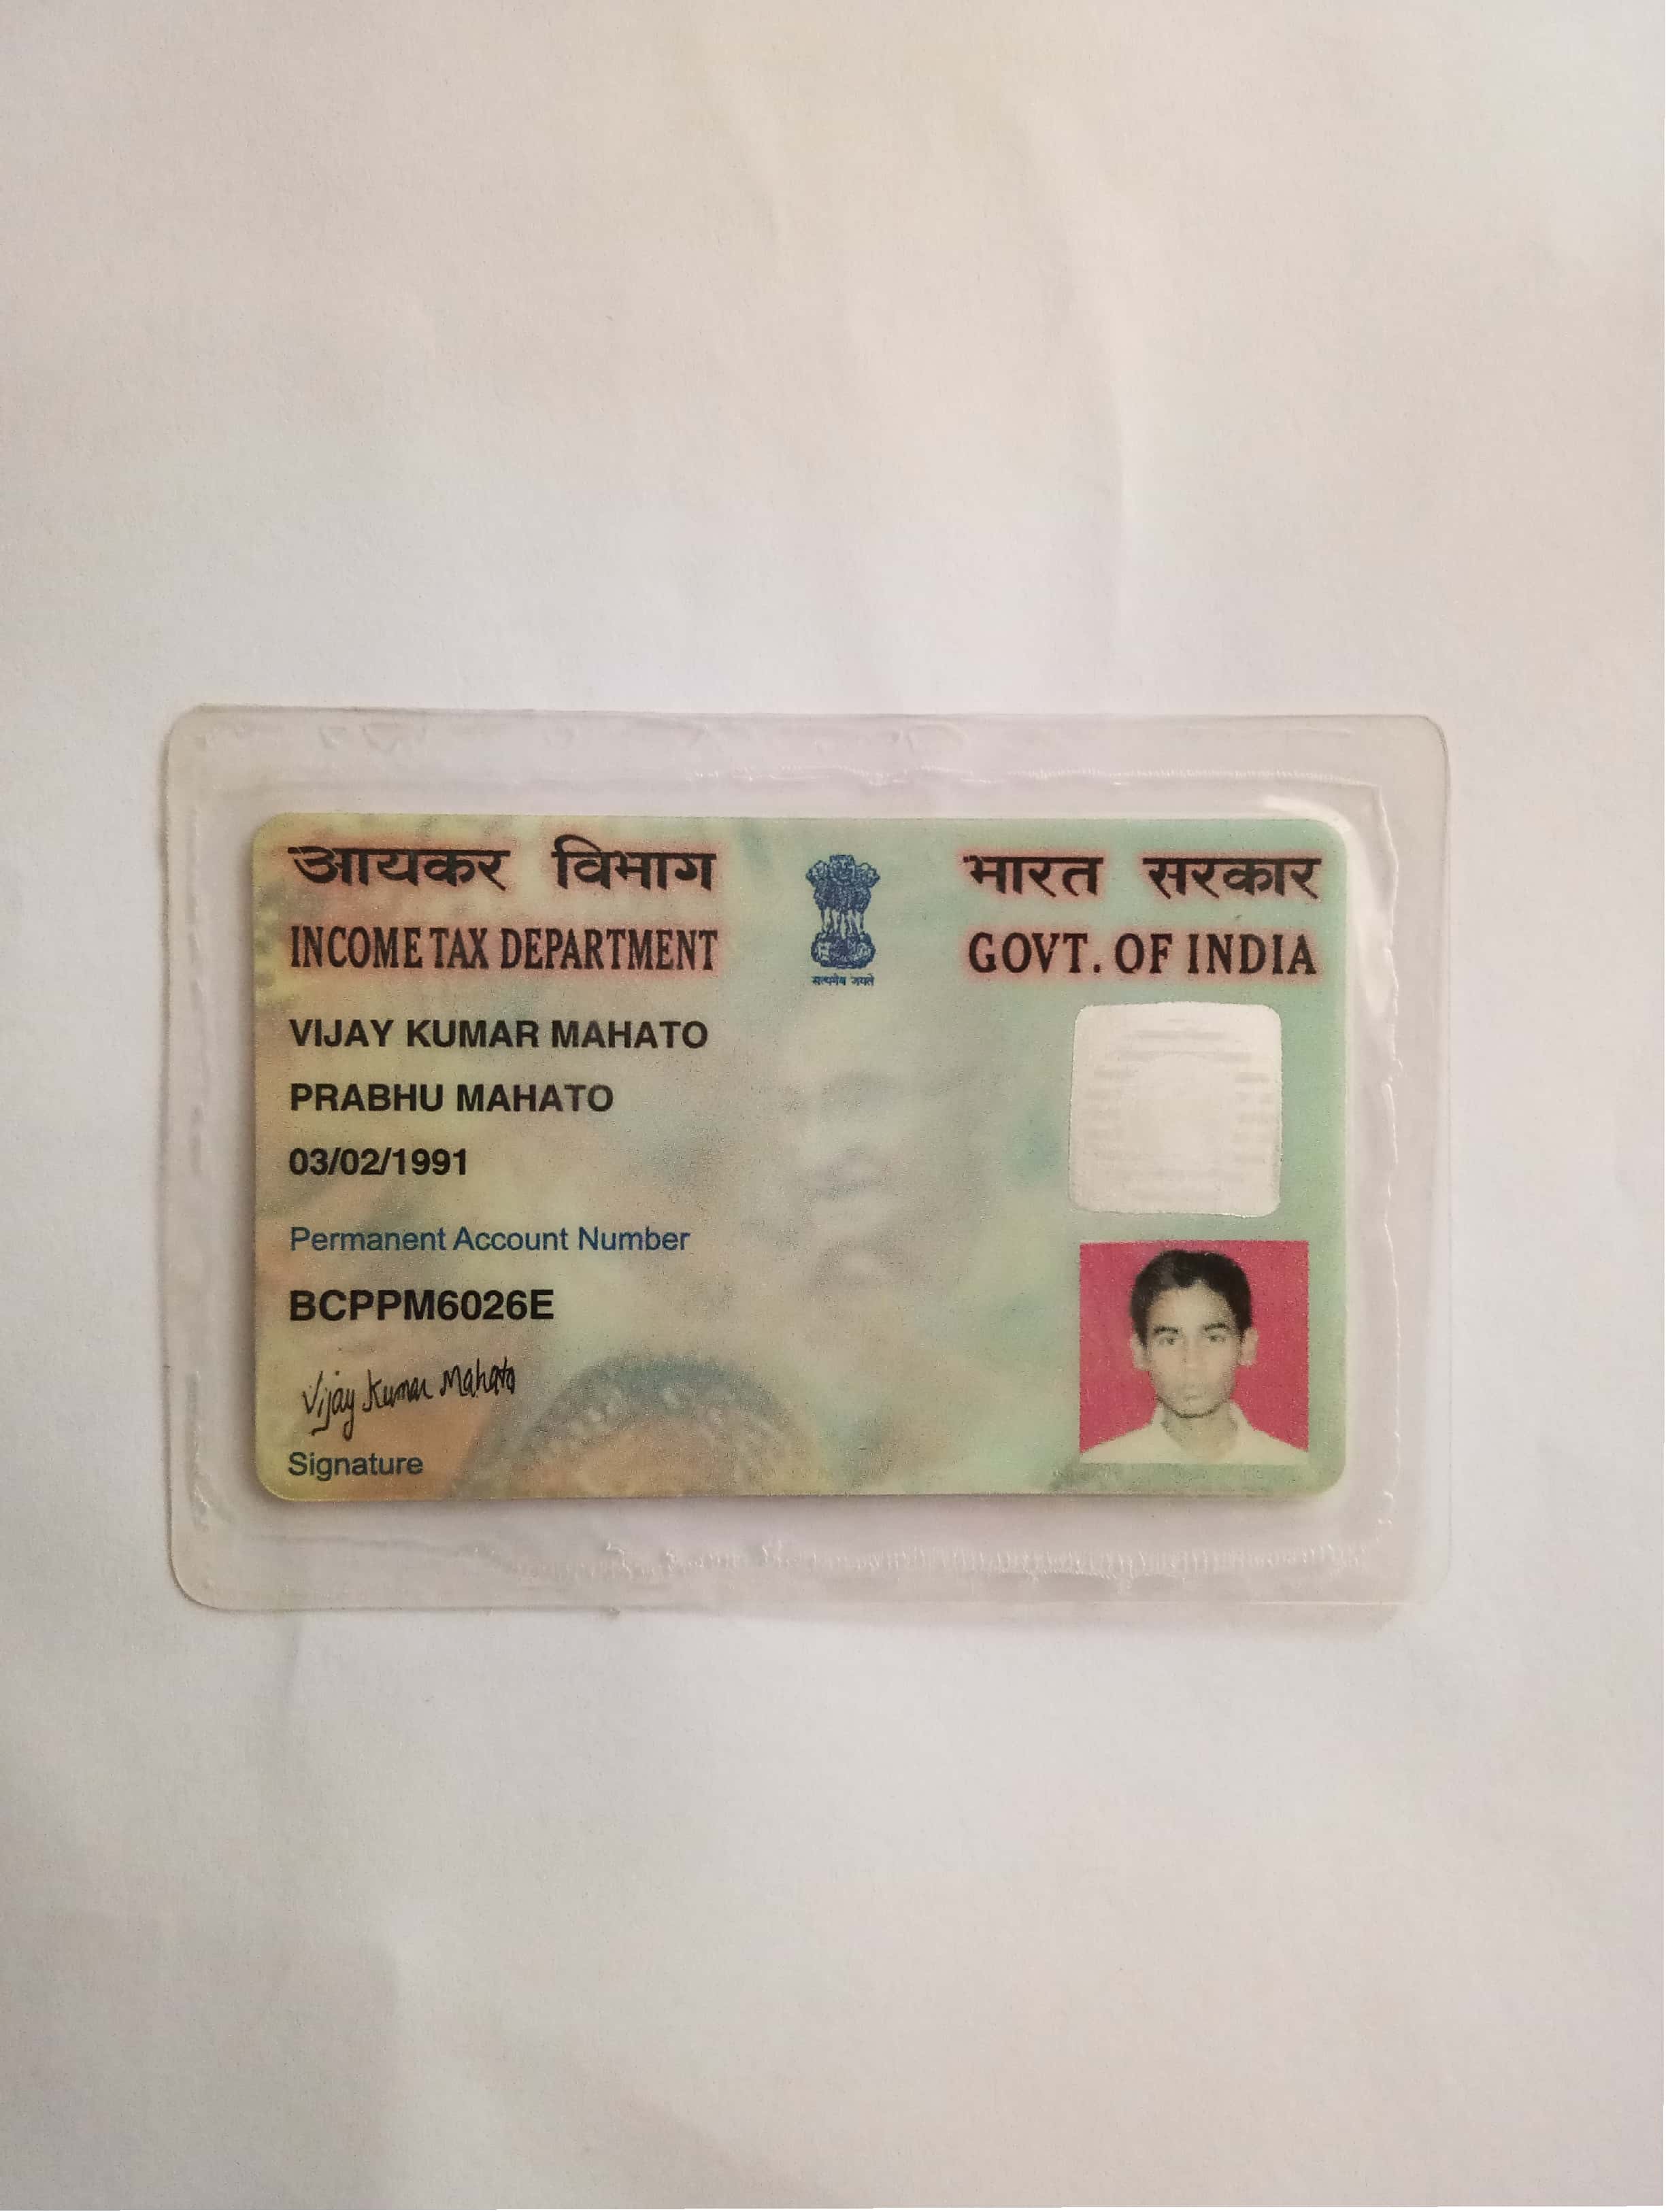 आयकर विभाग
INCOME TAX DEPARTMENT
सत्यमेव जयते
भारत सरकार
GOVT. OF INDIA
VIJAY KUMAR MAHATO
PRABHU MAHATO
03/02/1991
Permanent Account Number
BCPPM6026E
Vijay Kumar Mahato
Signature